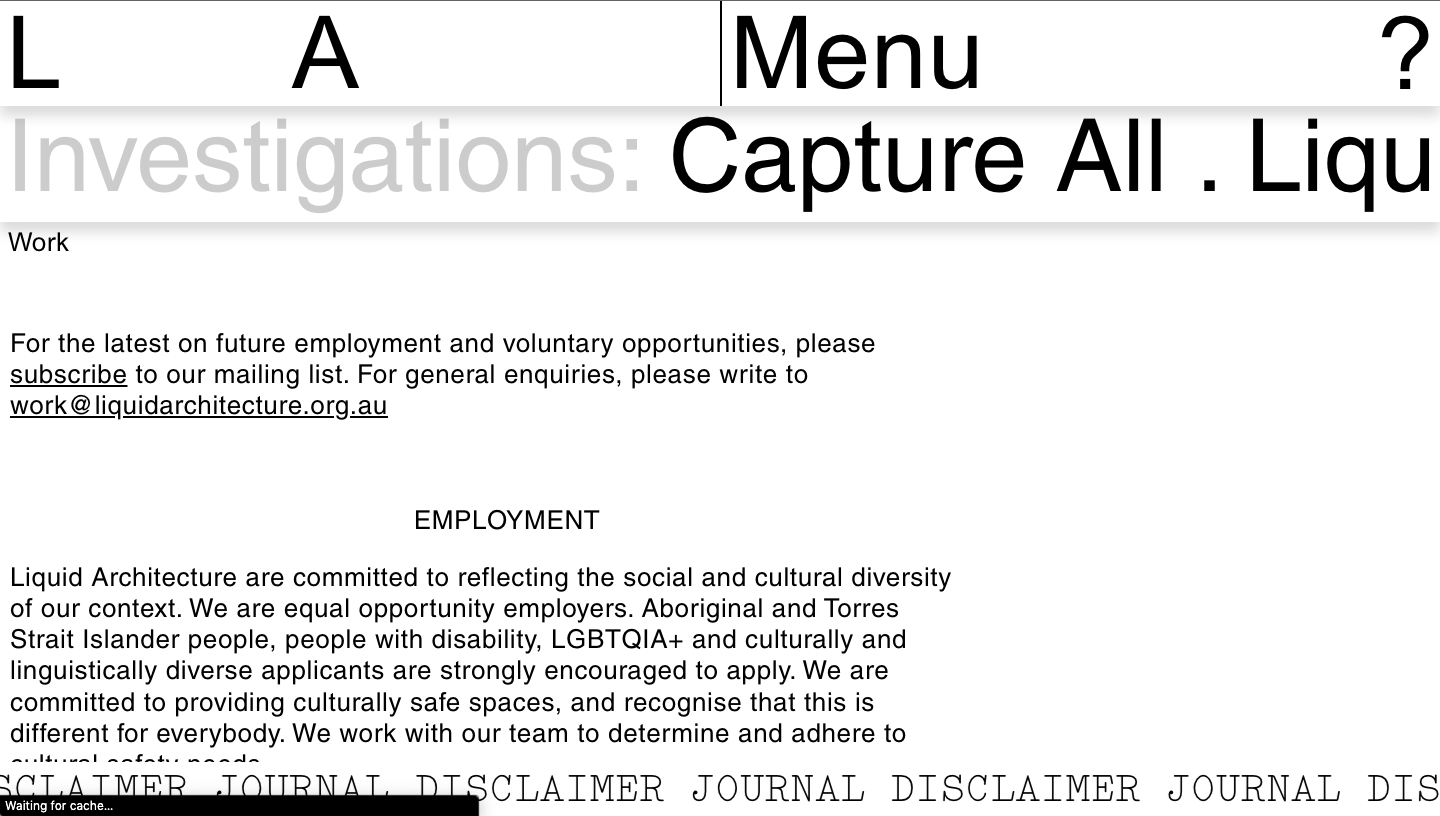 L A Menu ?
Investigations: Capture All . Liqu
Work
For the latest on future employment and voluntary opportunities, please
subscribe to our mailing list. For general enquiries, please write to
work@liquidarchitecture.org.au
EMPLOYMENT
Liquid Architecture are committed to reflecting the social and cultural diversity
of our context. We are equal opportunity employers. Aboriginal and Torres
Strait Islander people, people with disability, LGBTQIA+ and culturally and
linguistically diverse applicants are strongly encouraged to apply. We are
committed to providing culturally safe spaces, and recognise that this is
different for everybody. We work with our team to determine and adhere to
cultural safety needs.
SCLAIMER JOURNAL DISCLAIMER JOURNAL DISCLAIMER JOURNAL DIS
Waiting for cache...